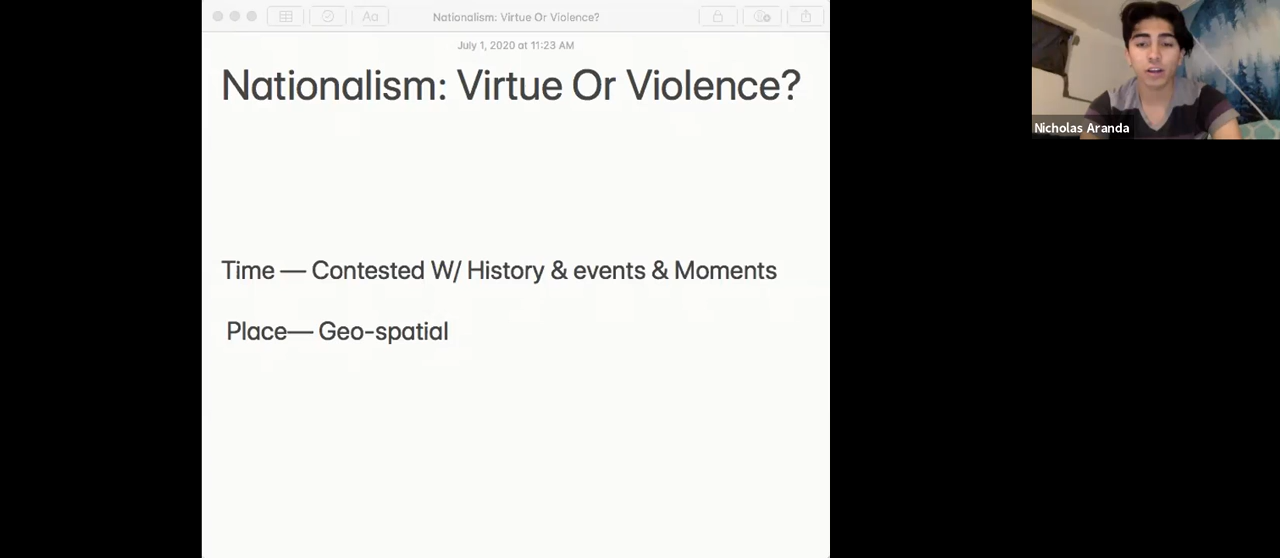 Aa
Nationalism: Virtue Or Violence?
July 1, 2020 at 11:23 AM
Nationalism: Virtue Or Violence?
Time — Contested W/ History & events & Moments
Place— Geo-spatial
Nicholas Aranda